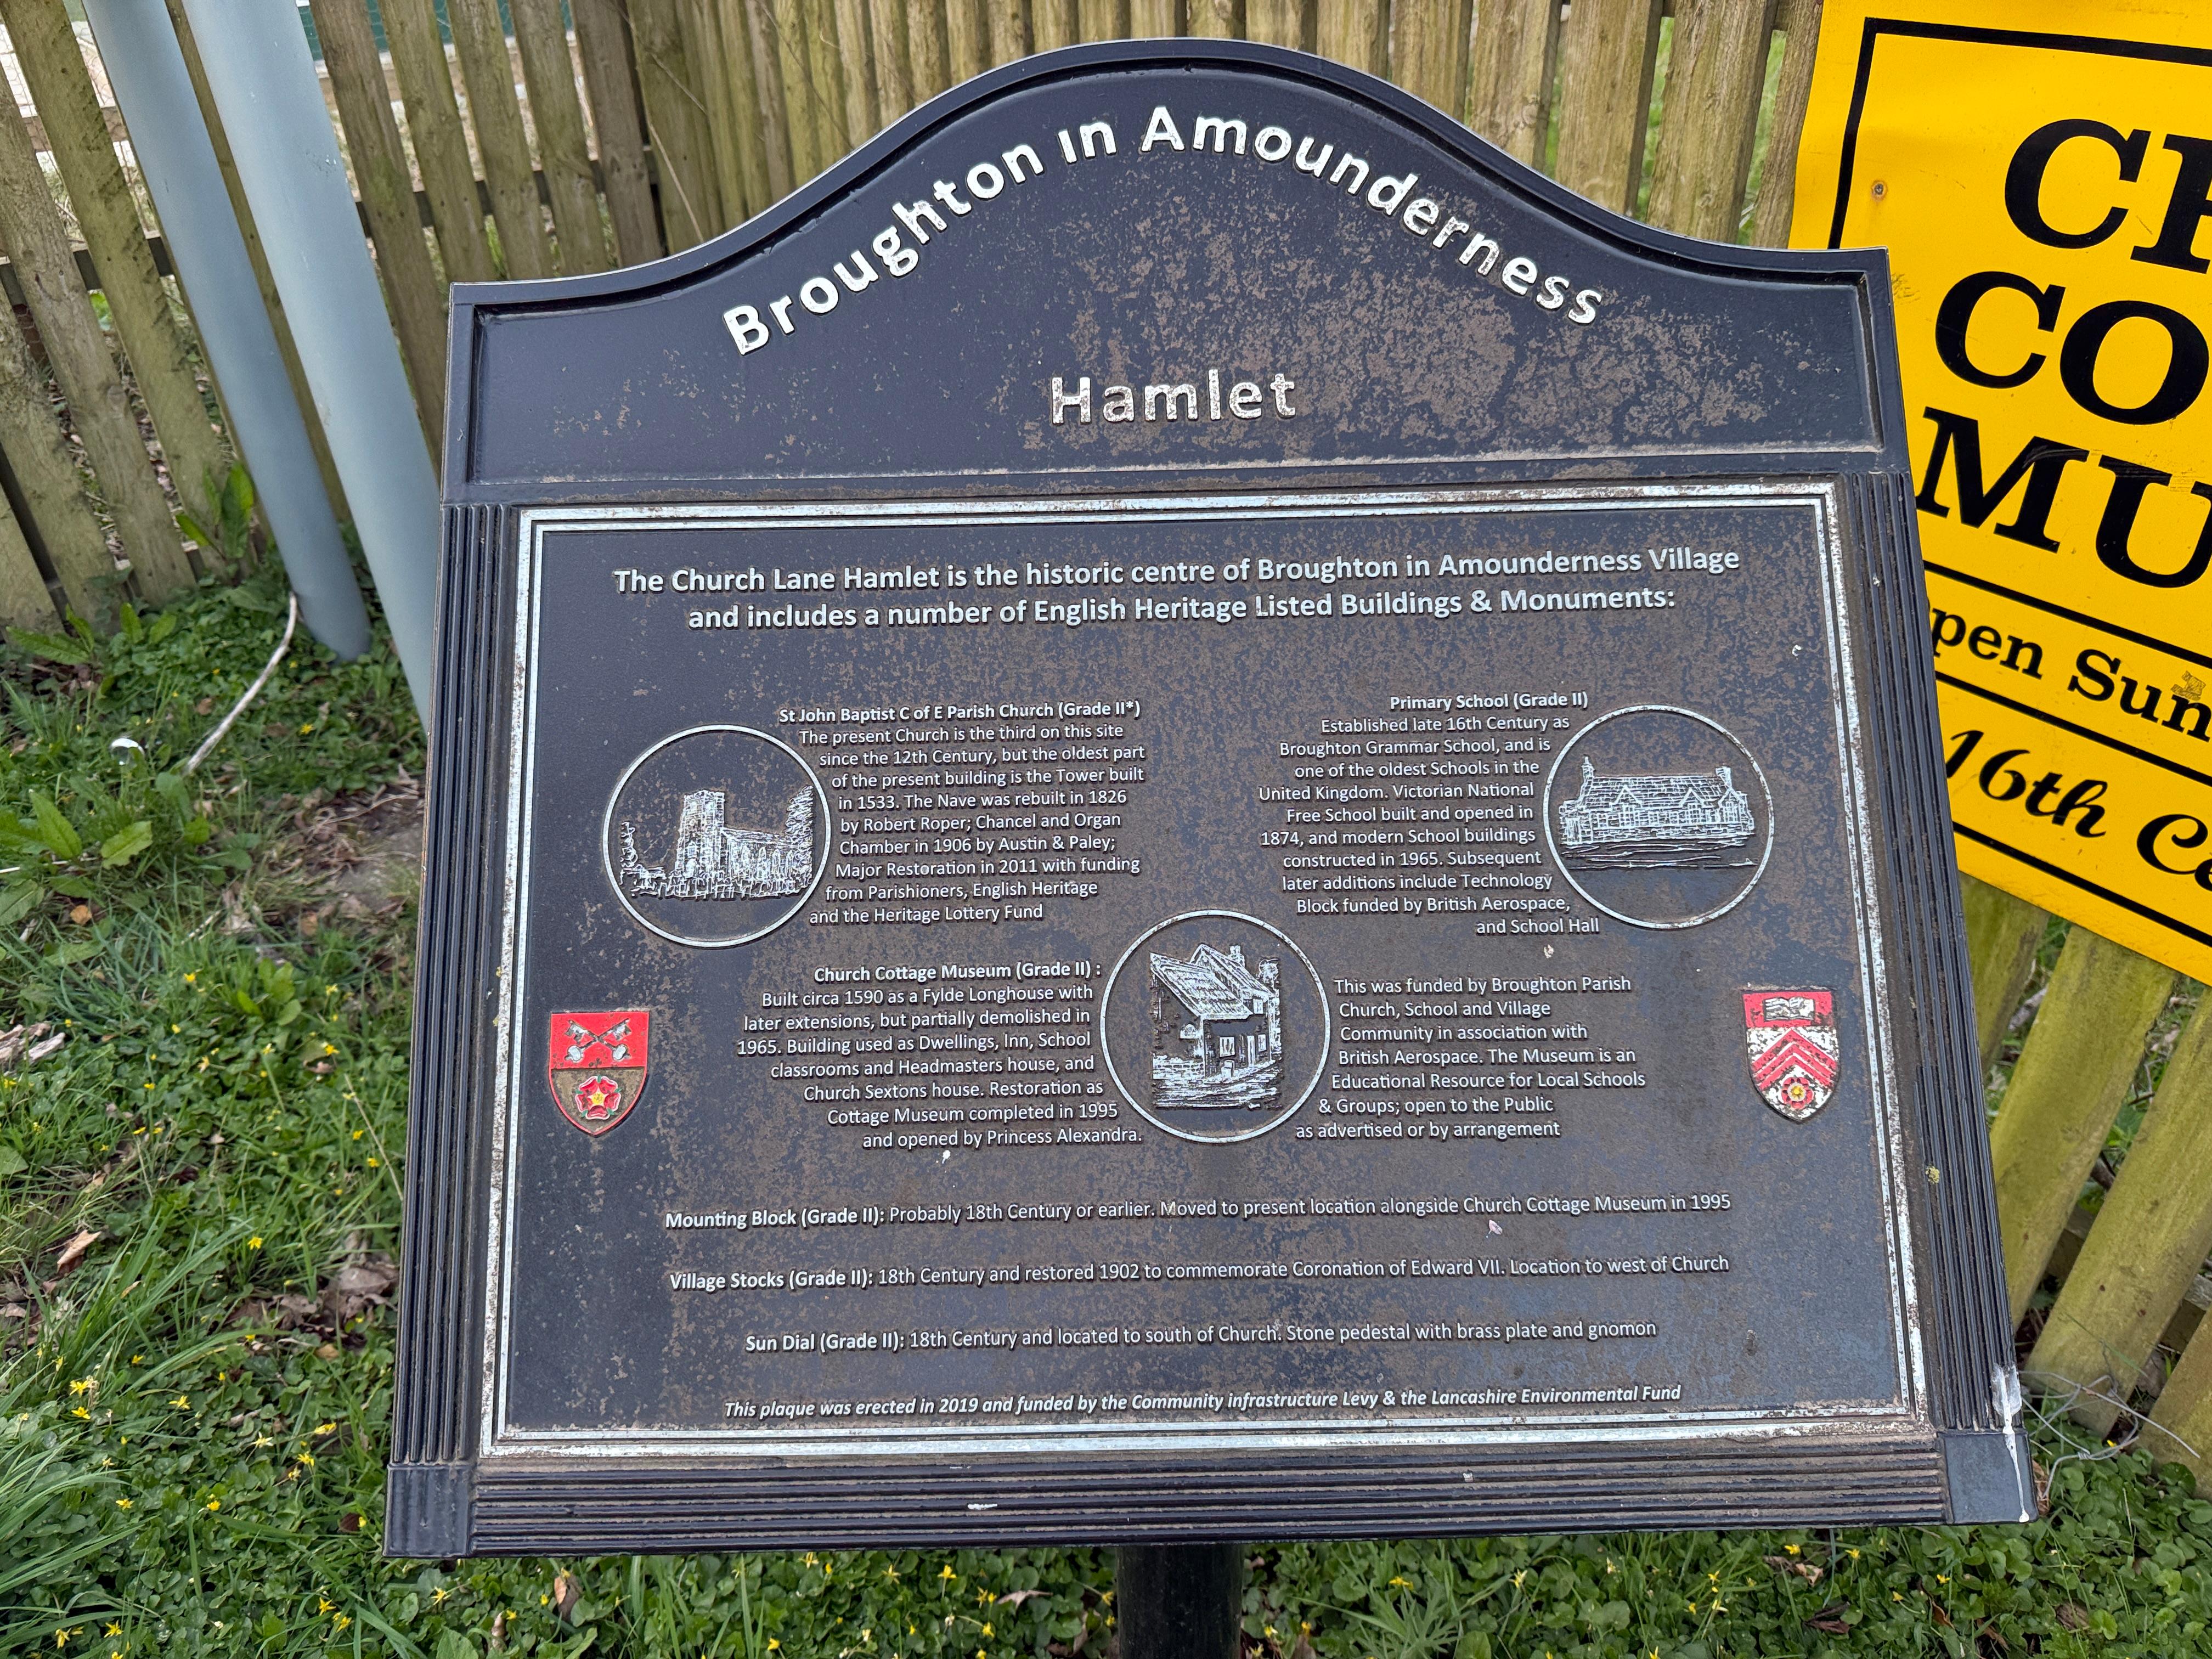 Broughton in Amounderness
Hamlet
The Church Lane Hamlet is the historic centre of Broughton in Amounderness Village
and includes a number of English Heritage Listed Buildings & Monuments:
St John Baptist C of E Parish Church (Grade II*)
The present Church is the third on this site
since the 12th Century, but the oldest part
of the present building is the Tower built
in 1533. The Nave was rebuilt in 1826
by Robert Roper; Chancel and Organ
Chamber in 1906 by Austin & Paley;
Major Restoration in 2011 with funding
from Parishioners, English Heritage
and the Heritage Lottery Fund
Primary School (Grade II)
Established late 16th Century as
Broughton Grammar School, and is
one of the oldest Schools in the
United Kingdom. Victorian National
Free School built and opened in
1874, and modern School buildings
constructed in 1965. Subsequent
later additions include Technology
Block funded by British Aerospace,
and School Hall
Church Cottage Museum (Grade II) :
Built circa 1590 as a Fylde Longhouse with
later extensions, but partially demolished in
1965. Building used as Dwellings, Inn, School
classrooms and Headmasters house, and
Church Sextons house. Restoration as
Cottage Museum completed in 1995
and opened by Princess Alexandra.
This was funded by Broughton Parish
Church, School and Village
Community in association with
British Aerospace. The Museum is an
Educational Resource for Local Schools
& Groups; open to the Public
as advertised or by arrangement
Mounting Block (Grade II): Probably 18th Century or earlier. Moved to present location alongside Church Cottage Museum in 1995
Village Stocks (Grade II): 18th Century and restored 1902 to commemorate Coronation of Edward VII. Location to west of Church
Sun Dial (Grade II): 18th Century and located to south of Church. Stone pedestal with brass plate and gnomon
This plaque was erected in 2019 and funded by the Community infrastructure Levy & the Lancashire Environmental Fund
CO
MU
pen Sun
16th Ce